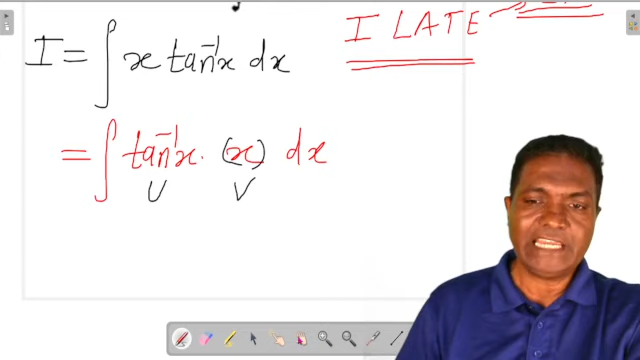 I LATE
I = ∫ x tan⁻¹x dx
= ∫ tan⁻¹x . (x) dx
U V